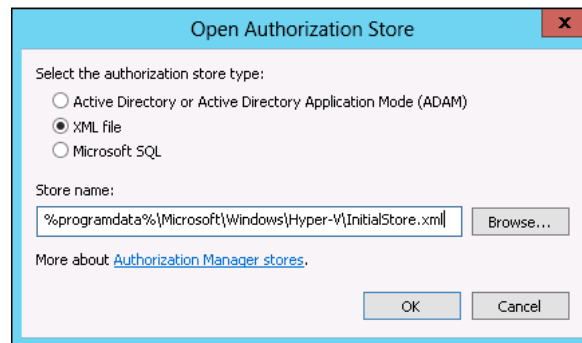 Open Authorization Store
x
Select the authorization store type:
Active Directory or Active Directory Application Mode (ADAM)
XML file
Microsoft SQL
Store name:
%programdata%\Microsoft\Windows\Hyper-V\InitialStore.xml
Browse...
More about Authorization Manager stores.
OK
Cancel